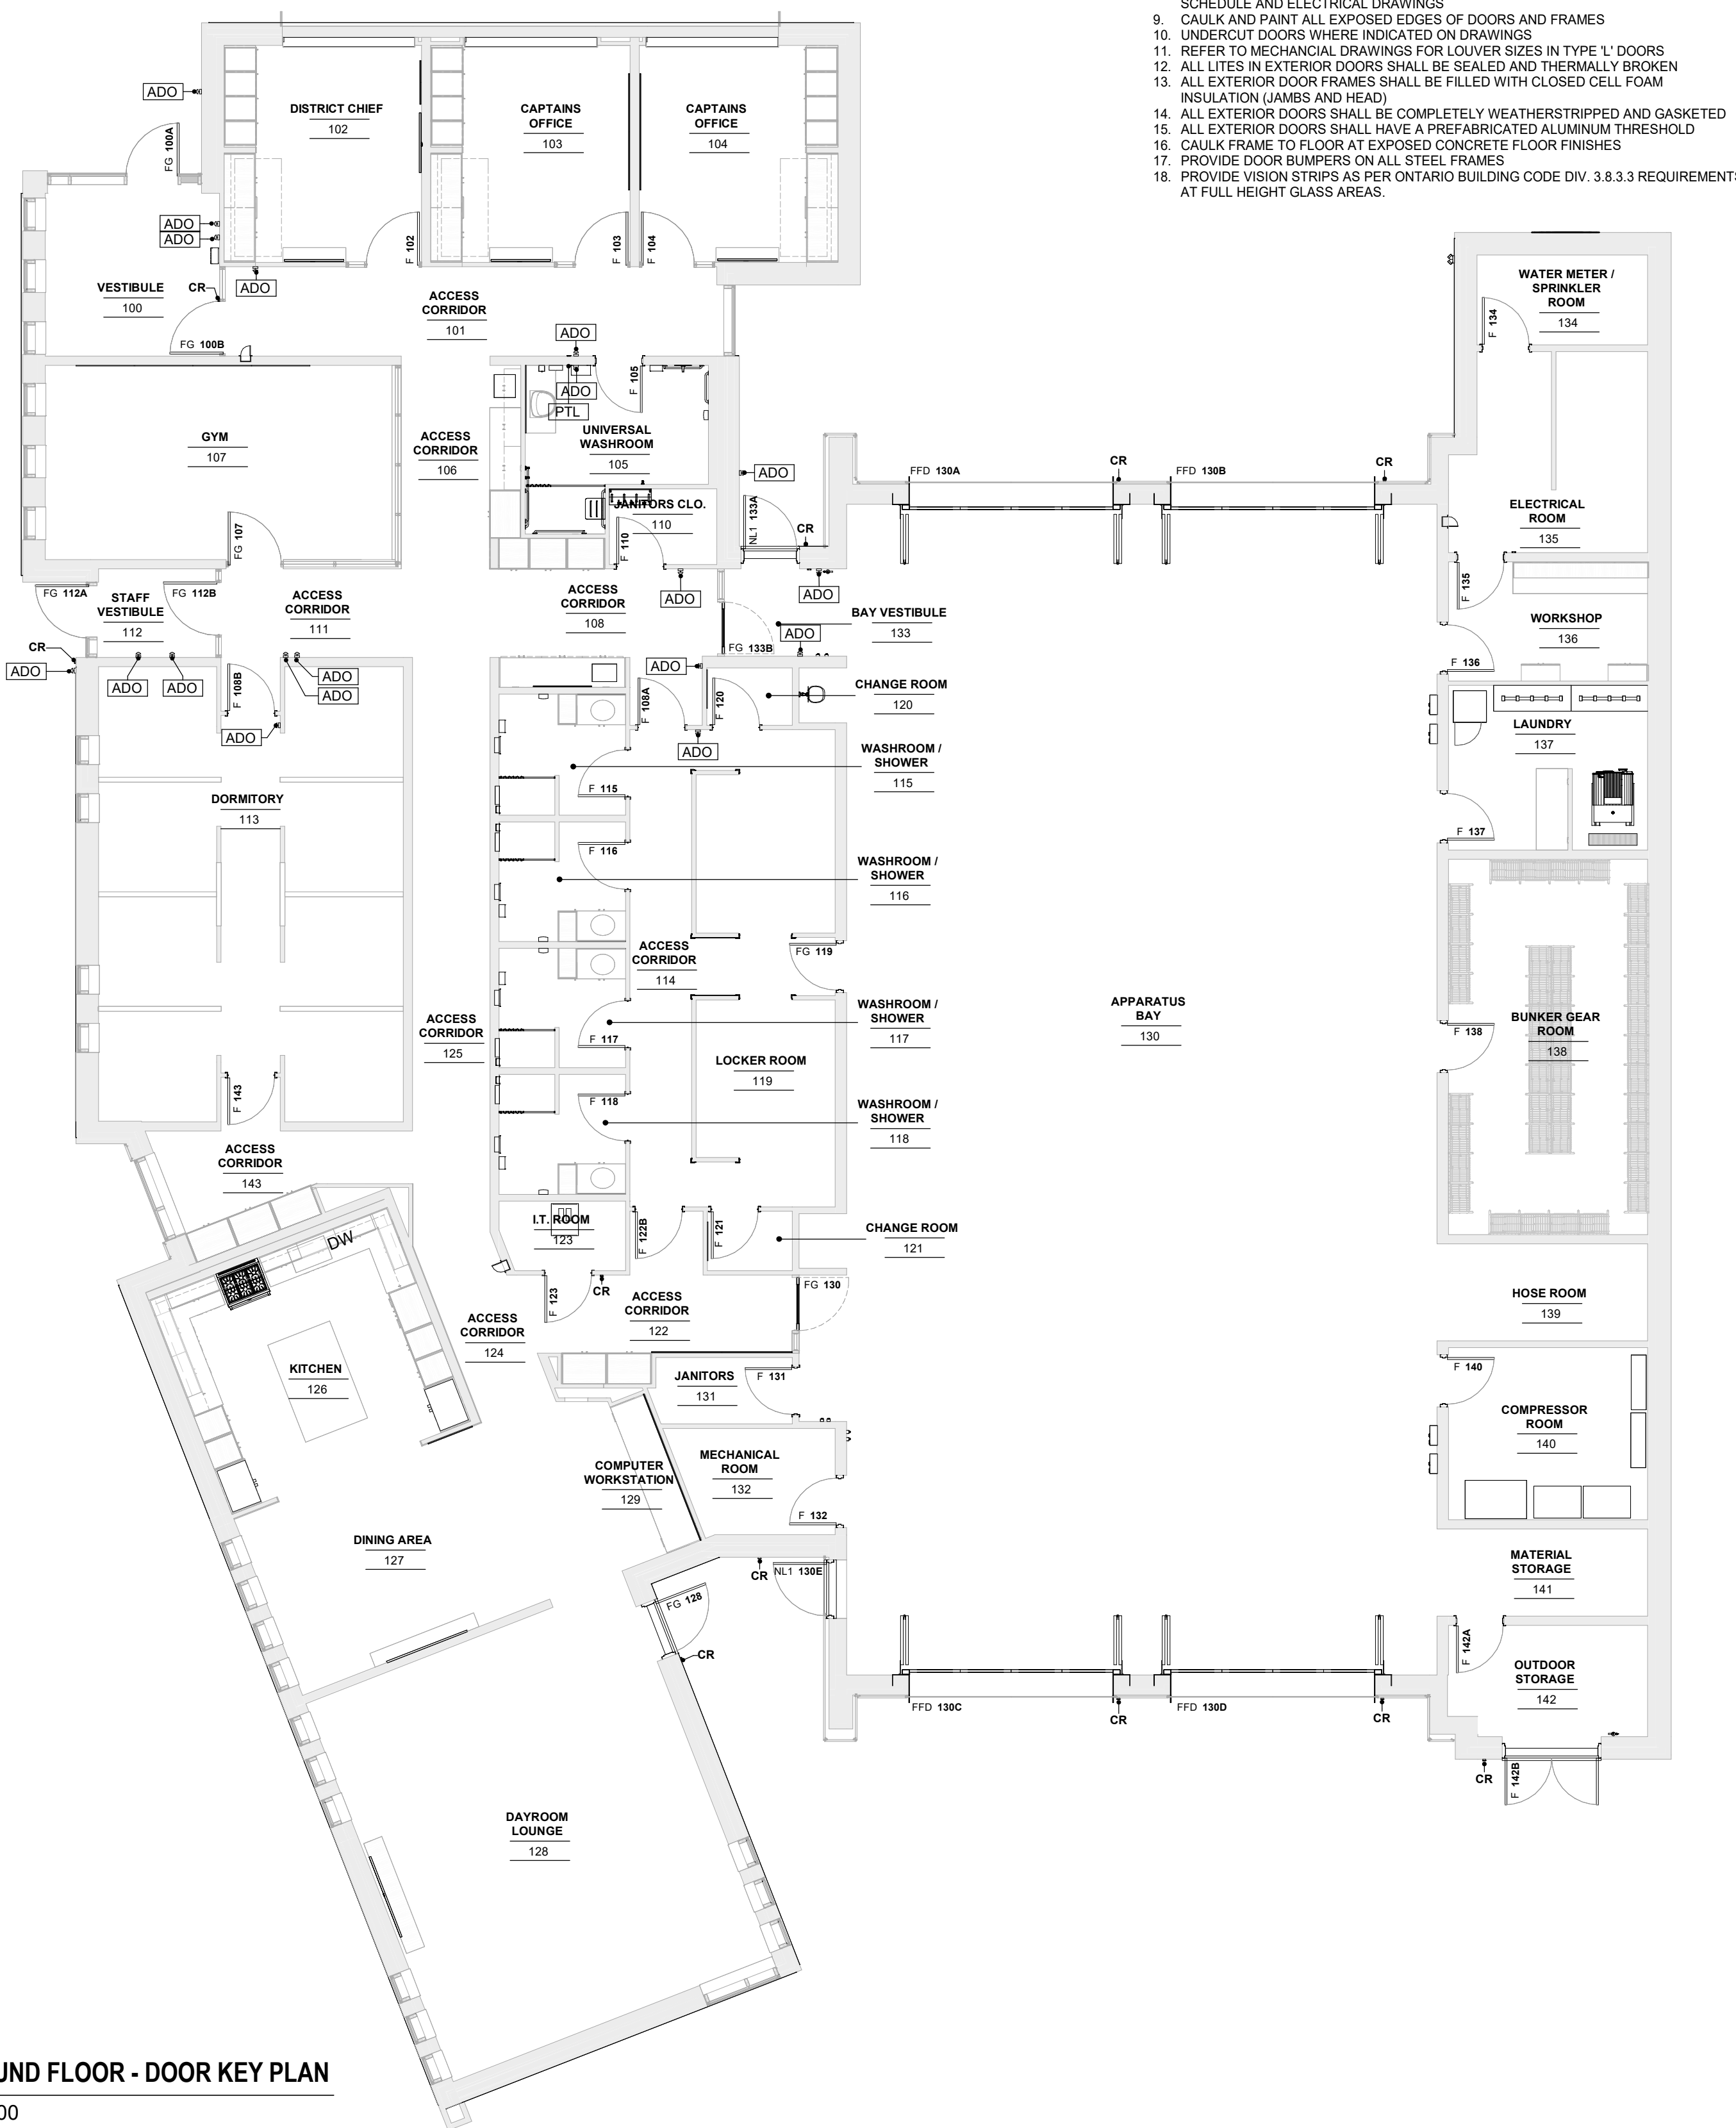 SCHEDULE AND ELECTRICAL DRAWINGS
9. CAULK AND PAINT ALL EXPOSED EDGES OF DOORS AND FRAMES
10. UNDERCUT DOORS WHERE INDICATED ON DRAWINGS
11. REFER TO MECHANCIAL DRAWINGS FOR LOUVER SIZES IN TYPE 'L' DOORS
12. ALL LITES IN EXTERIOR DOORS SHALL BE SEALED AND THERMALLY BROKEN
13. ALL EXTERIOR DOOR FRAMES SHALL BE FILLED WITH CLOSED CELL FOAM
INSULATION (JAMBS AND HEAD)
14. ALL EXTERIOR DOORS SHALL BE COMPLETELY WEATHERSTRIPPED AND GASKETED
15. ALL EXTERIOR DOORS SHALL HAVE A PREFABRICATED ALUMINUM THRESHOLD
16. CAULK FRAME TO FLOOR AT EXPOSED CONCRETE FLOOR FINISHES
17. PROVIDE DOOR BUMPERS ON ALL STEEL FRAMES
18. PROVIDE VISION STRIPS AS PER ONTARIO BUILDING CODE DIV. 3.8.3.3 REQUIREMENTS
AT FULL HEIGHT GLASS AREAS.
ADO
FG 100A
DISTRICT CHIEF
102
CAPTAINS
OFFICE
103
CAPTAINS
OFFICE
104
ADO
ADO
F 102
F 103
F 104
VESTIBULE
100
CR
ADO
FG 100B
ACCESS
CORRIDOR
101
ADO
ADO
PTL
F 105
UNIVERSAL
WASHROOM
105
GYM
107
ACCESS
CORRIDOR
106
FG 107
JANITORS CLO.
110
F 110
ADO
NL1 133A
CR
FFD 130A
CR
FFD 130B
CR
WATER METER /
SPRINKLER
ROOM
134
F 134
ELECTRICAL
ROOM
135
F 135
FG 112A
STAFF
VESTIBULE
112
FG 112B
ACCESS
CORRIDOR
111
ACCESS
CORRIDOR
108
ADO
ADO
BAY VESTIBULE
133
ADO
FG 133B
WORKSHOP
136
F 136
CR
ADO
ADO
ADO
F 108B
ADO
ADO
ADO
ADO
F 108A
F 120
ADO
CHANGE ROOM
120
LAUNDRY
137
F 137
WASHROOM /
SHOWER
115
F 115
DORMITORY
113
F 116
WASHROOM /
SHOWER
116
ACCESS
CORRIDOR
114
FG 119
ACCESS
CORRIDOR
125
F 117
WASHROOM /
SHOWER
117
LOCKER ROOM
119
APPARATUS
BAY
130
BUNKER GEAR
ROOM
138
F 138
F 143
F 118
WASHROOM /
SHOWER
118
ACCESS
CORRIDOR
143
I.T. ROOM
123
F 122B
F 121
CHANGE ROOM
121
DW
F 123
CR
FG 130
ACCESS
CORRIDOR
122
ACCESS
CORRIDOR
124
HOSE ROOM
139
KITCHEN
126
JANITORS
131
F 131
F 140
COMPRESSOR
ROOM
140
COMPUTER
WORKSTATION
129
MECHANICAL
ROOM
132
F 132
DINING AREA
127
CR
NL1 130E
MATERIAL
STORAGE
141
FG 128
CR
F 142A
OUTDOOR
STORAGE
142
FFD 130C
CR
FFD 130D
CR
CR
F 142B
DAYROOM
LOUNGE
128
UND FLOOR - DOOR KEY PLAN
00